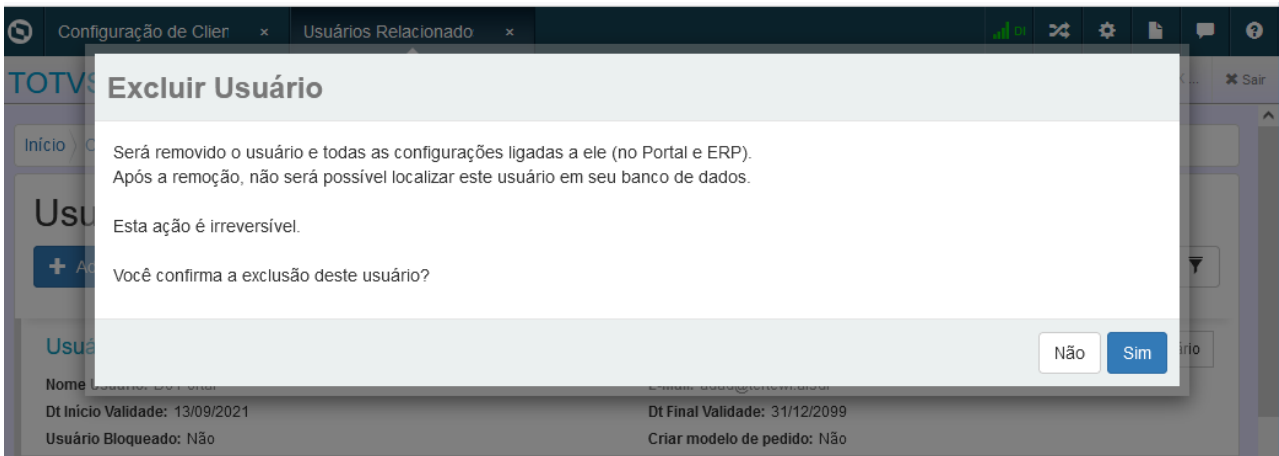 Configuração de Clien × Usuários Relacionado × DI
TOTVS Sair
Excluir Usuário
Início
Será removido o usuário e todas as configurações ligadas a ele (no Portal e ERP).
Após a remoção, não será possível localizar este usuário em seu banco de dados.
Usu
Esta ação é irreversível.
Você confirma a exclusão deste usuário?
Usuá
Não Sim ário
Nome
Dt Início Validade: 13/09/2021 Dt Final Validade: 31/12/2099
Usuário Bloqueado: Não Criar modelo de pedido: Não